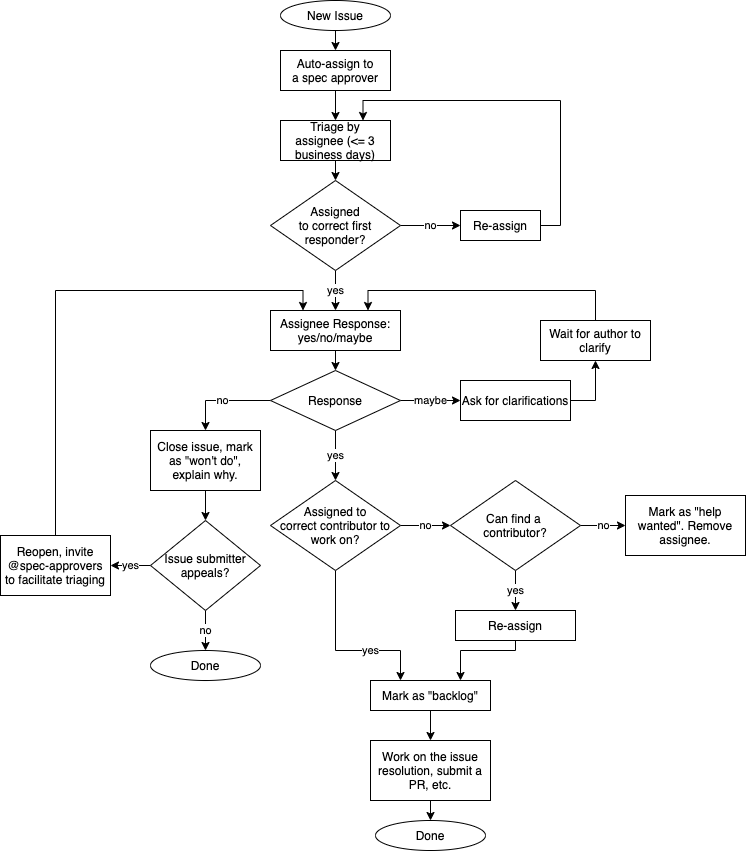 New Issue
Auto-assign to
a spec approver
Triage by
assignee (<= 3
business days)
Assigned
to correct first
responder?
no
Re-assign
yes
Assignee Response:
yes/no/maybe
Wait for author to
clarify
Response
no
maybe
Ask for clarifications
Close issue, mark
as "won't do",
explain why.
yes
Assigned to
correct contributor to
work on?
no
Can find a
contributor?
no
Mark as "help
wanted". Remove
assignee.
Reopen, invite
@spec-approvers
to facilitate triaging
yes
Issue submitter
appeals?
yes
Re-assign
no
Done
yes
Mark as "backlog"
Work on the issue
resolution, submit a
PR, etc.
Done